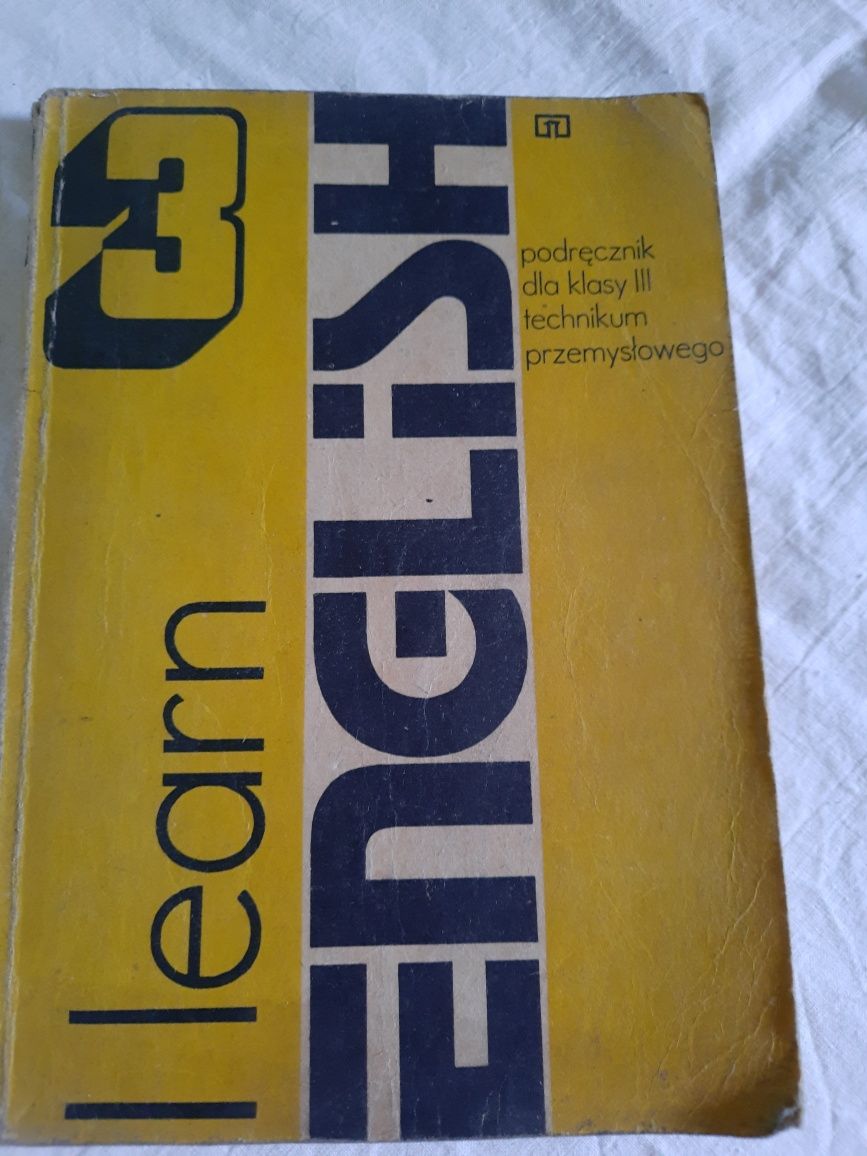 3
I learn
ENGLiSH
podręcznik
dla klasy III
technikum
przemysłowego